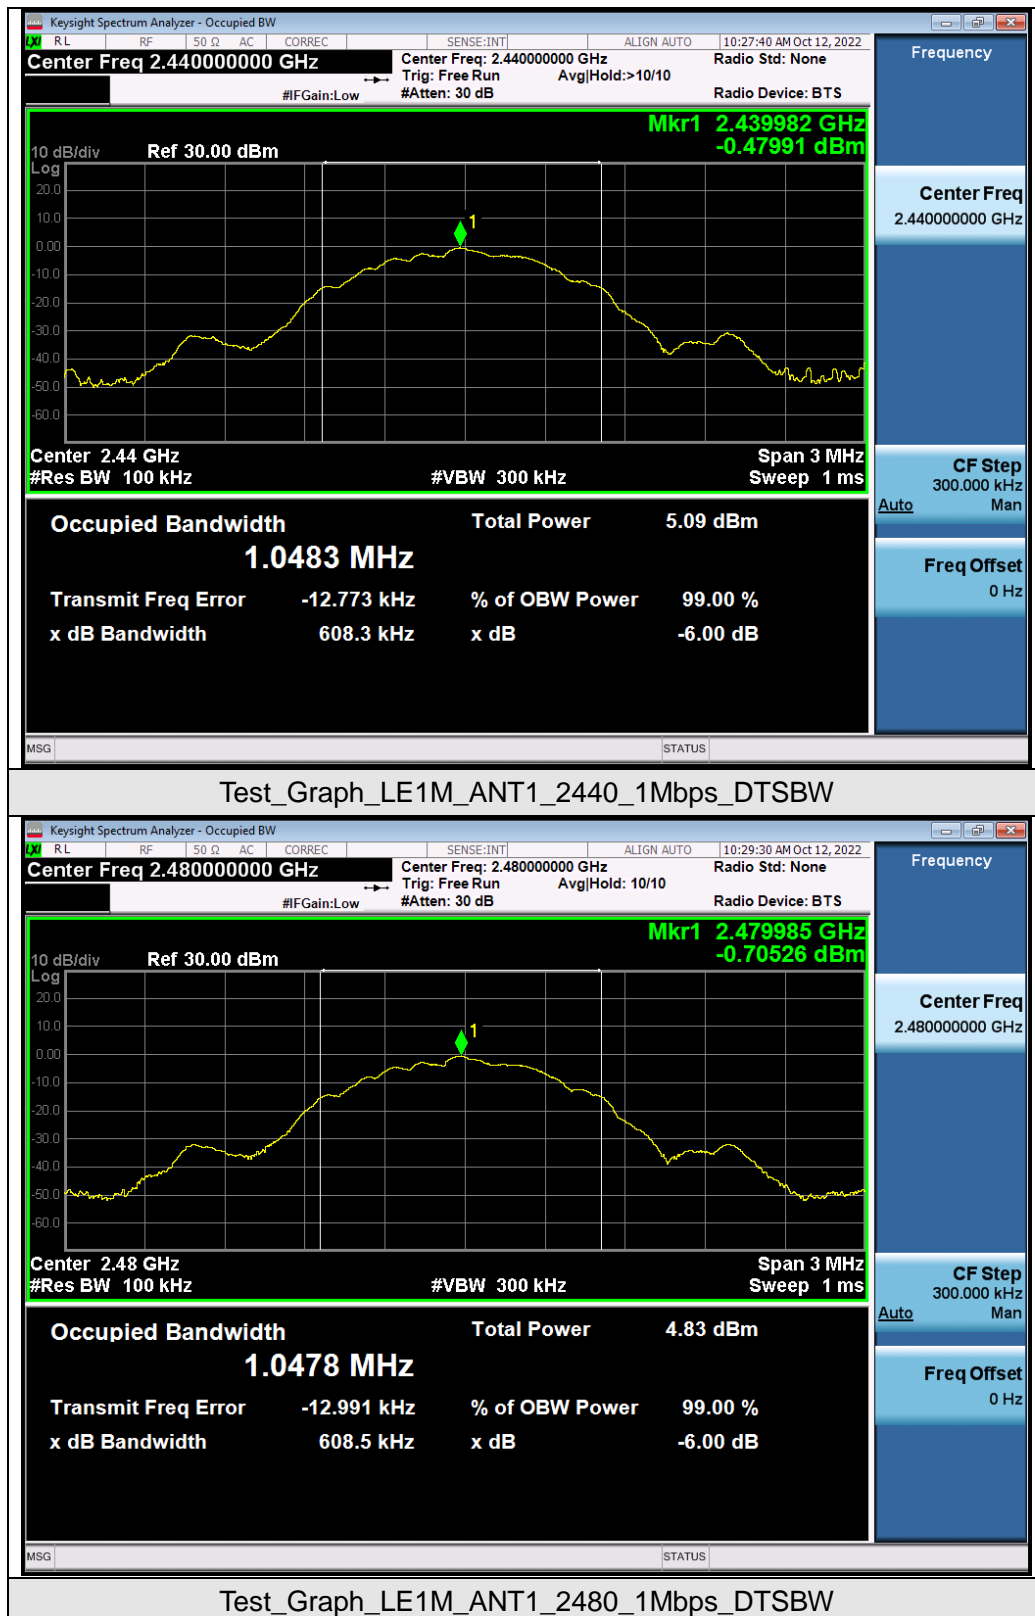 Keysight Spectrum Analyzer - Occupied BW
LXI RL RF 50 Ω AC CORREC SENSE:INT ALIGN AUTO 10:27:40 AM Oct 12, 2022
Center Freq 2.440000000 GHz Center Freq: 2.440000000 GHz Radio Std: None
Trig: Free Run Avg|Hold:>10/10
#IFGain:Low #Atten: 30 dB Radio Device: BTS
Frequency
Mkr1 2.439982 GHz
-0.47991 dBm
10 dB/div Ref 30.00 dBm
Log
20.0
10.0
0.00
-10.0
-20.0
-30.0
-40.0
-50.0
-60.0
1
Center Freq
2.440000000 GHz
Center 2.44 GHz Span 3 MHz
#Res BW 100 kHz #VBW 300 kHz Sweep 1 ms
CF Step
300.000 kHz
Auto Man
Occupied Bandwidth Total Power 5.09 dBm
1.0483 MHz
Freq Offset
0 Hz
Transmit Freq Error -12.773 kHz % of OBW Power 99.00 %
x dB Bandwidth 608.3 kHz x dB -6.00 dB
MSG STATUS
Test_Graph_LE1M_ANT1_2440_1Mbps_DTSBW
Keysight Spectrum Analyzer - Occupied BW
LXI RL RF 50 Ω AC CORREC SENSE:INT ALIGN AUTO 10:29:30 AM Oct 12, 2022
Center Freq 2.480000000 GHz Center Freq: 2.480000000 GHz Radio Std: None
Trig: Free Run Avg|Hold: 10/10
#IFGain:Low #Atten: 30 dB Radio Device: BTS
Frequency
Mkr1 2.479985 GHz
-0.70526 dBm
10 dB/div Ref 30.00 dBm
Log
20.0
10.0
0.00
-10.0
-20.0
-30.0
-40.0
-50.0
-60.0
1
Center Freq
2.480000000 GHz
Center 2.48 GHz Span 3 MHz
#Res BW 100 kHz #VBW 300 kHz Sweep 1 ms
CF Step
300.000 kHz
Auto Man
Occupied Bandwidth Total Power 4.83 dBm
1.0478 MHz
Freq Offset
0 Hz
Transmit Freq Error -12.991 kHz % of OBW Power 99.00 %
x dB Bandwidth 608.5 kHz x dB -6.00 dB
MSG STATUS
Test_Graph_LE1M_ANT1_2480_1Mbps_DTSBW